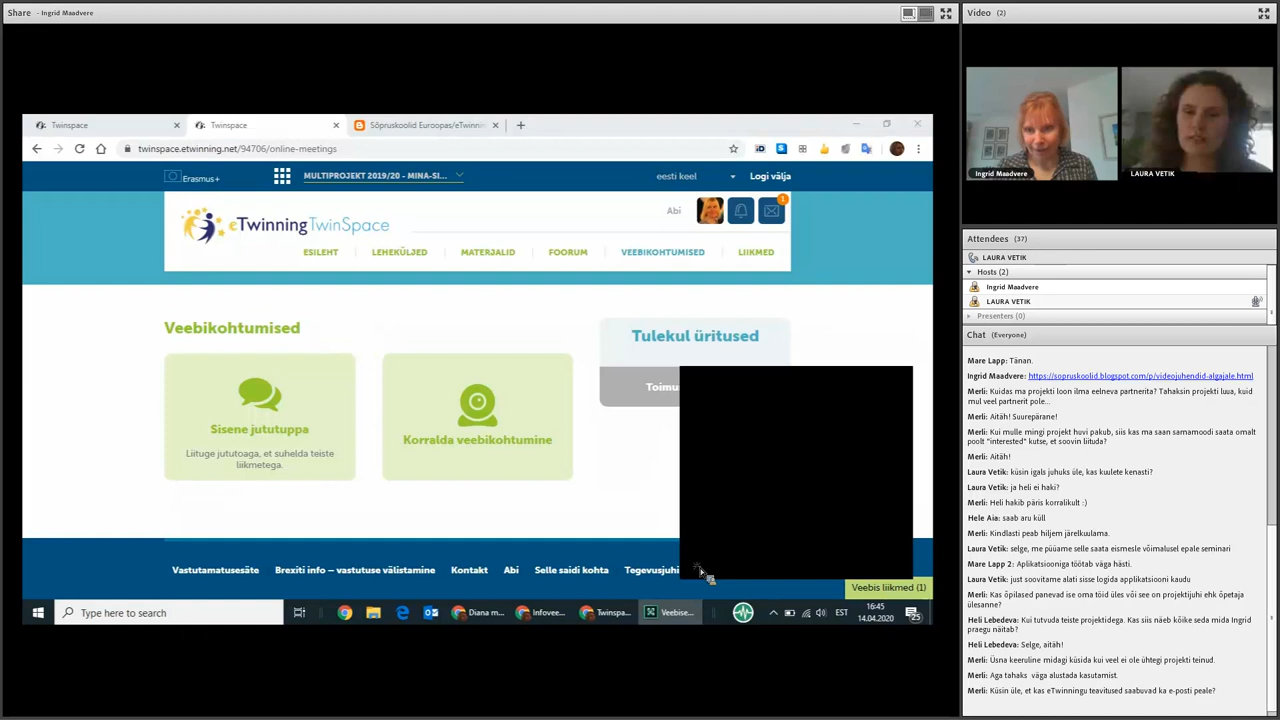 Share - Ingrid Maadvere
Twinspace
Twinspace
Sõpruskoolid Euroopas/eTwinnin
twinspace.etwinning.net/94706/online-meetings
Erasmus+
MULTIPROJEKT 2019/20 - MINA-SI...
eesti keel
Logi välja
eTwinningTwinSpace
Abi
1
ESILEHT
LEHEKÜLJED
MATERJALID
FOORUM
VEEBIKOHTUMISED
LIIKMED
Veebikohtumised
Sisene jututuppa
Liituge jututoaga, et suhelda teiste
liikmetega.
Korralda veebikohtumine
Tulekul üritused
Toimu
Vastutamatusesäte
Brexiti info – vastutuse välistamine
Kontakt
Abi
Selle saidi kohta
Tegevusjuhi
Veebis liikmed (1)
Type here to search
Diana m...
Infovee...
Twinspa...
Veebise...
EST
16:45
14.04.2020
25
Video (2)
Ingrid Maadvere
LAURA VETIK
Attendees (37)
LAURA VETIK
Hosts (2)
Ingrid Maadvere
LAURA VETIK
Presenters (0)
Chat (Everyone)
Mare Lapp: Tänan.
Ingrid Maadvere: https://sopruskoolid.blogspot.com/p/videojuhendid-algajale.html
Merli: Kuidas ma projekti loon ilma eelneva partnerita? Tahaksin projekti luua, kuid
mul veel partnerit pole...
Merli: Aitäh! Suurepärane!
Merli: Kui mulle mingi projekt huvi pakub, siis kas ma saan samamoodi saata omalt
poolt "interested" kutse, et soovin liituda?
Merli: Aitäh!
Laura Vetik: küsin igals juhuks üle, kas kuulete kenasti?
Laura Vetik: ja heli ei haki?
Merli: Heli hakib päris korralikult :)
Hele Aia: saab aru küll
Merli: Kindlasti peab hiljem järelkuulama.
Laura Vetik: selge, me püüame selle saata eismesle võimalusel epale seminari
Mare Lapp 2: Aplikatsiooniga töötab väga hästi.
Laura Vetik: just soovitame alati sisse logida applikatsiooni kaudu
Merli: Kas õpilased panevad ise oma töid üles või see on projektijuhi ehk õpetaja
ülesanne?
Heli Lebedeva: Kui tutvuda teiste projektidega. Kas siis näeb kõike seda mida Ingrid
praegu näitab?
Heli Lebedeva: Selge, aitäh!
Merli: Üsna keeruline midagi küsida kui veel ei ole ühtegi projekti teinud.
Merli: Aga tahaks väga alustada kasutamist.
Merli: Küsin üle, et kas eTwinningu teavitused saabuvad ka e-posti peale?